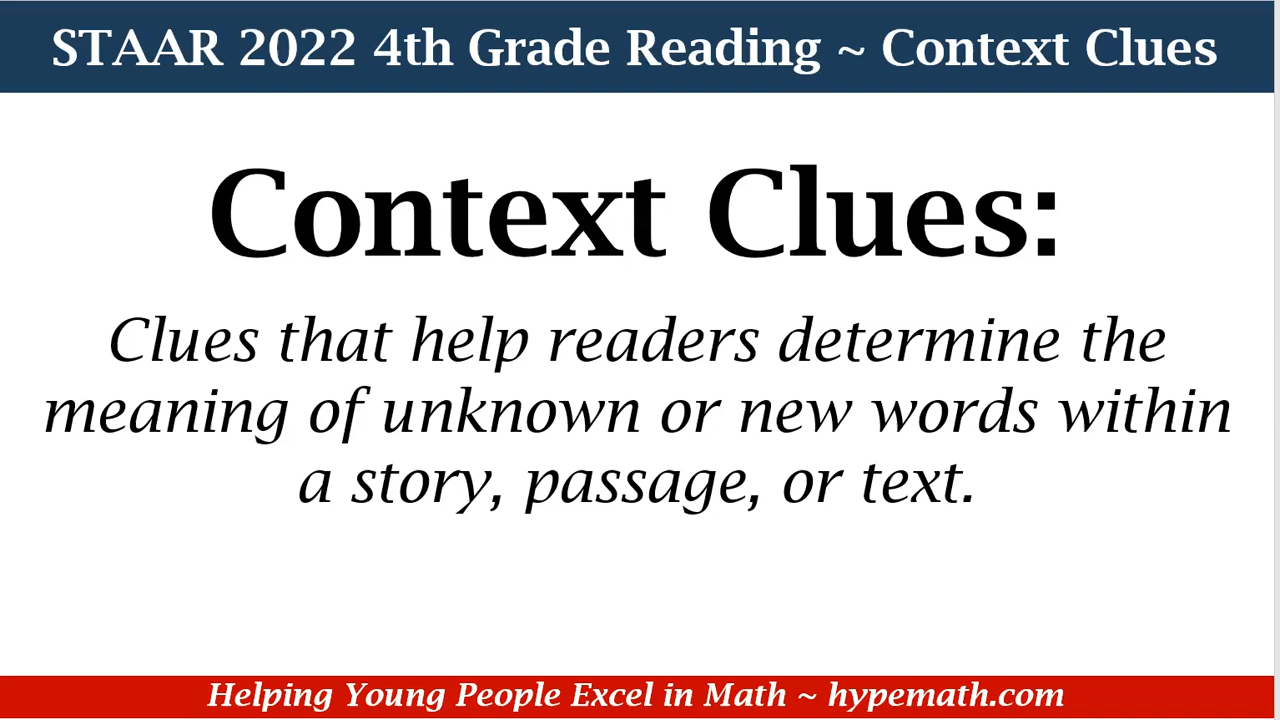 STAAR 2022 4th Grade Reading ~ Context Clues
Context Clues:
Clues that help readers determine the
meaning of unknown or new words within
a story, passage, or text.
Helping Young People Excel in Math ~ hypemath.com